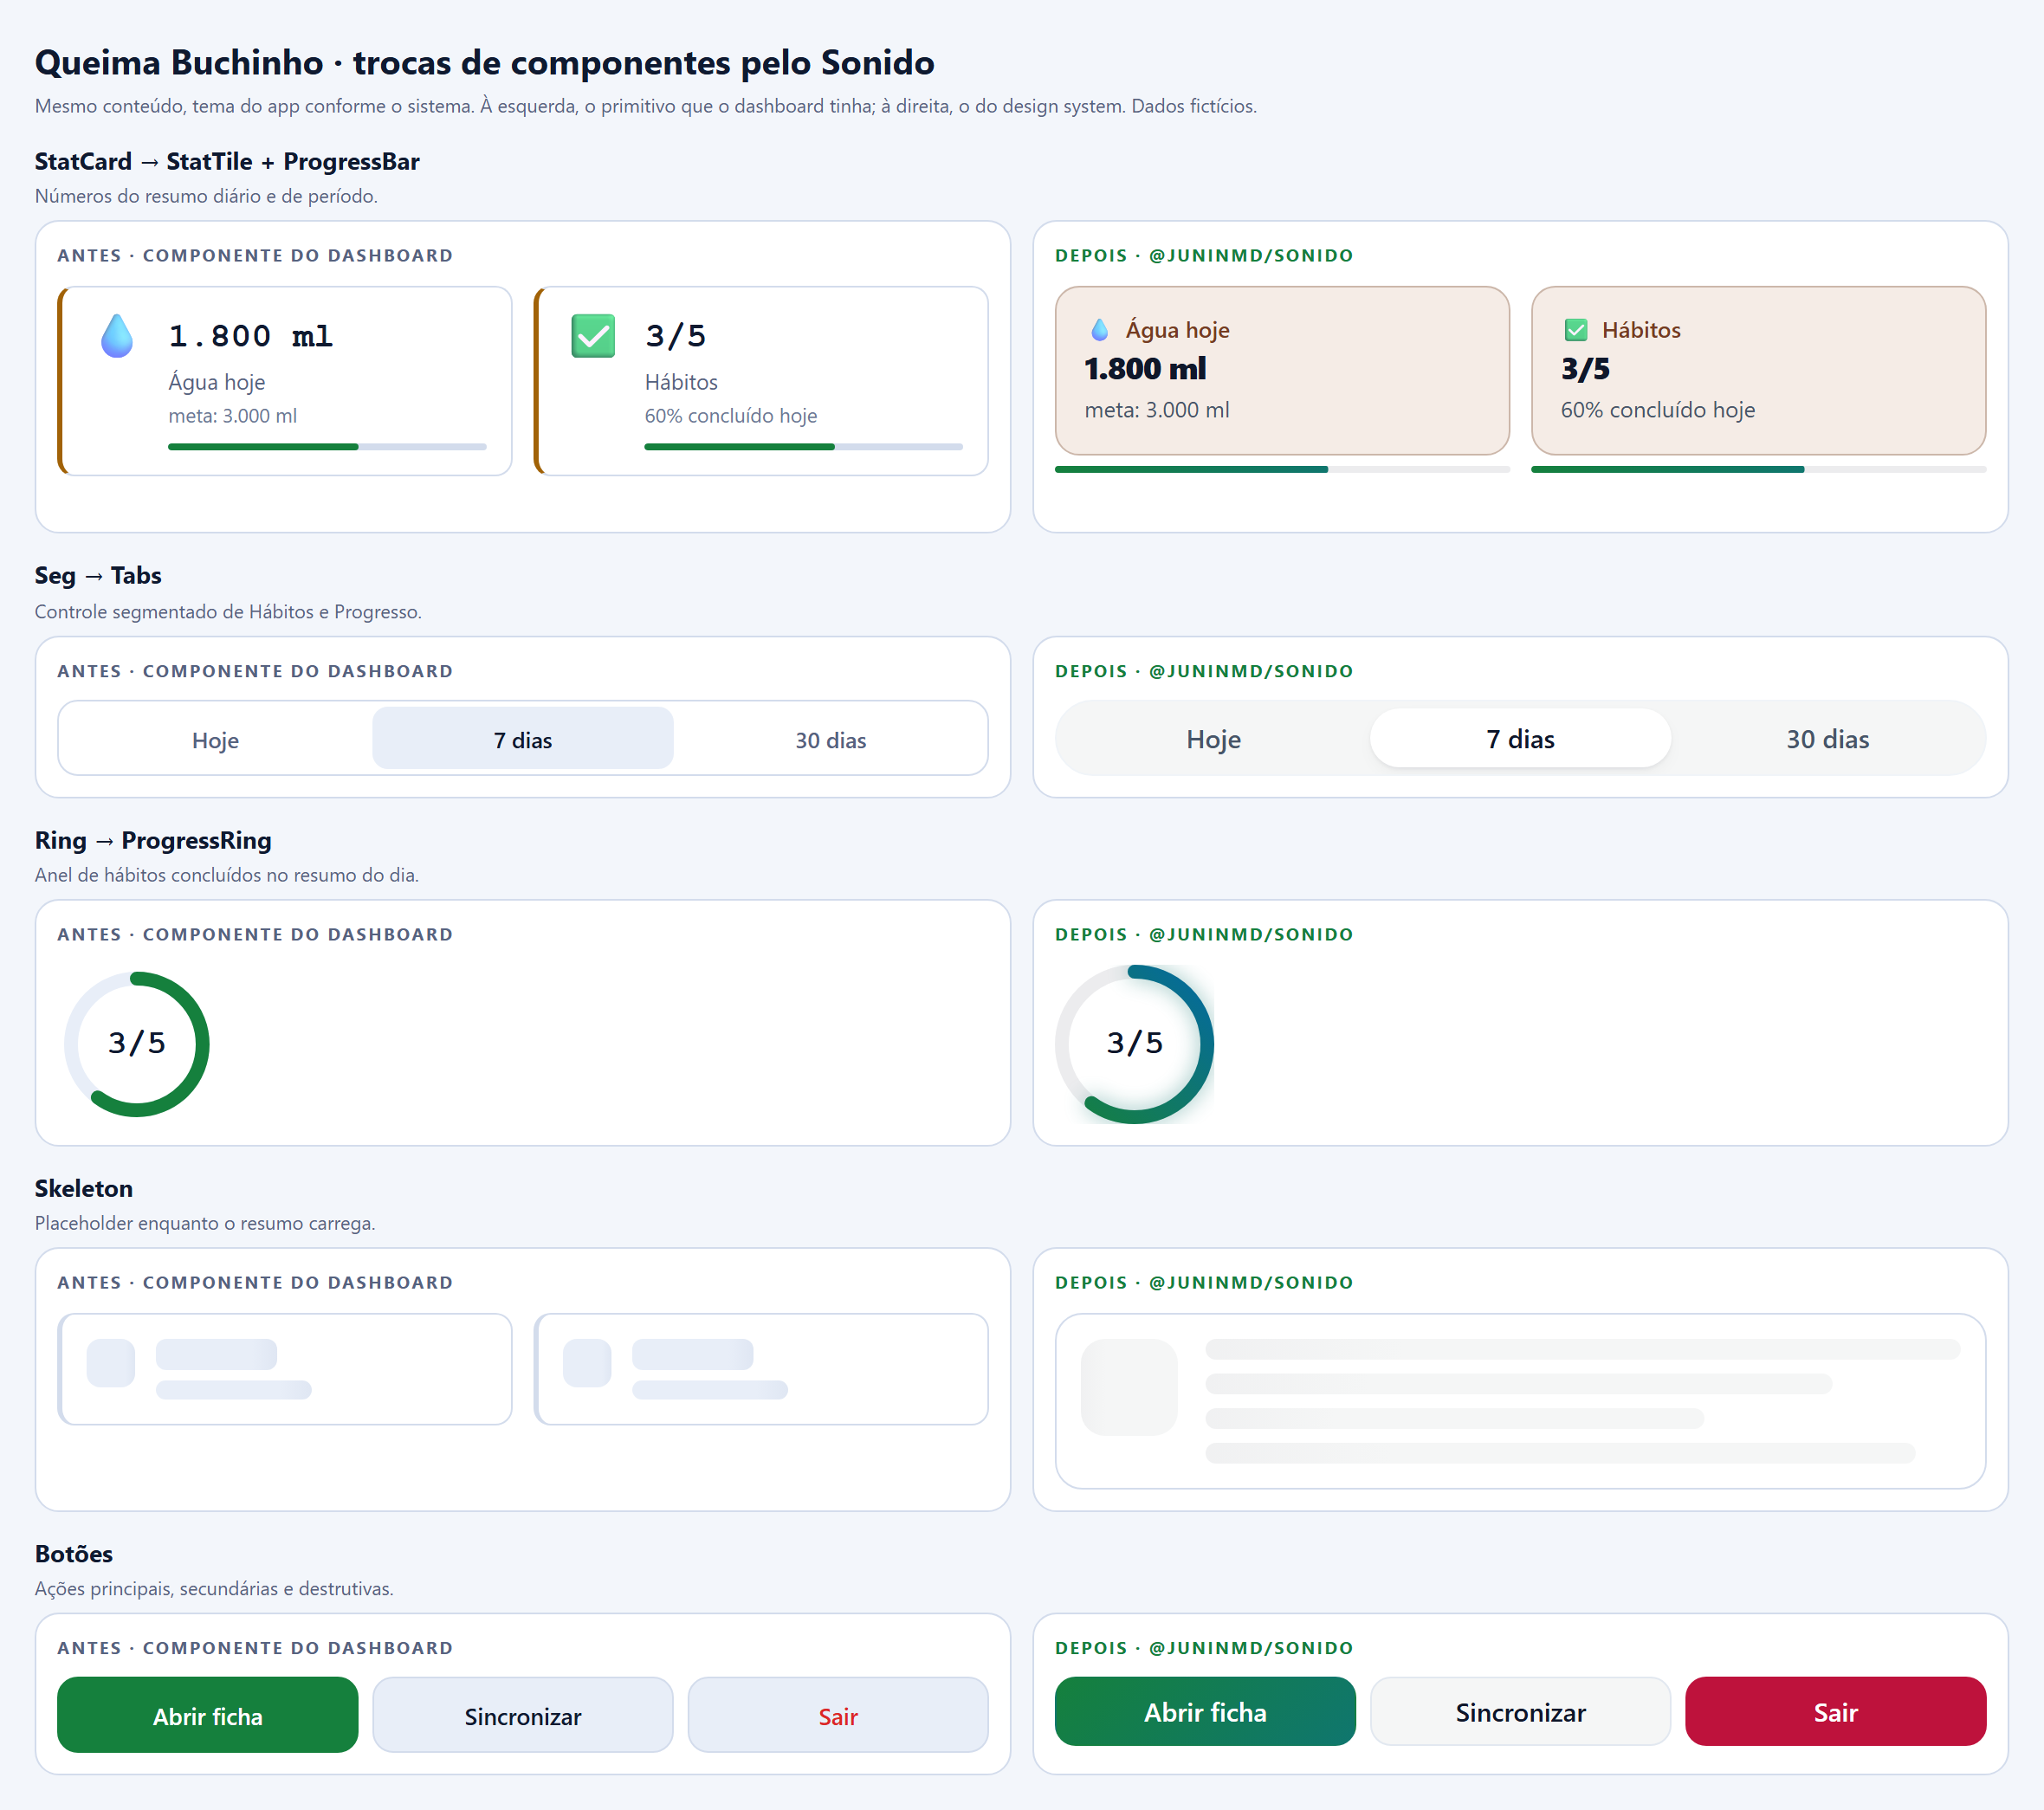 Queima Buchinho · trocas de componentes pelo Sonido
Mesmo conteúdo, tema do app conforme o sistema. À esquerda, o primitivo que o dashboard tinha; à direita, o do design system. Dados fictícios.
StatCard → StatTile + ProgressBar
Números do resumo diário e de período.
ANTES · COMPONENTE DO DASHBOARD
1.800 ml
Água hoje
meta: 3.000 ml
3/5
Hábitos
60% concluído hoje
DEPOIS · @JUNINMD/SONIDO
Água hoje
1.800 ml
meta: 3.000 ml
Hábitos
3/5
60% concluído hoje
Seg → Tabs
Controle segmentado de Hábitos e Progresso.
ANTES · COMPONENTE DO DASHBOARD
Hoje
7 dias
30 dias
DEPOIS · @JUNINMD/SONIDO
Hoje
7 dias
30 dias
Ring → ProgressRing
Anel de hábitos concluídos no resumo do dia.
ANTES · COMPONENTE DO DASHBOARD
3/5
DEPOIS · @JUNINMD/SONIDO
3/5
Skeleton
Placeholder enquanto o resumo carrega.
ANTES · COMPONENTE DO DASHBOARD
DEPOIS · @JUNINMD/SONIDO
Botões
Ações principais, secundárias e destrutivas.
ANTES · COMPONENTE DO DASHBOARD
Abrir ficha
Sincronizar
Sair
DEPOIS · @JUNINMD/SONIDO
Abrir ficha
Sincronizar
Sair